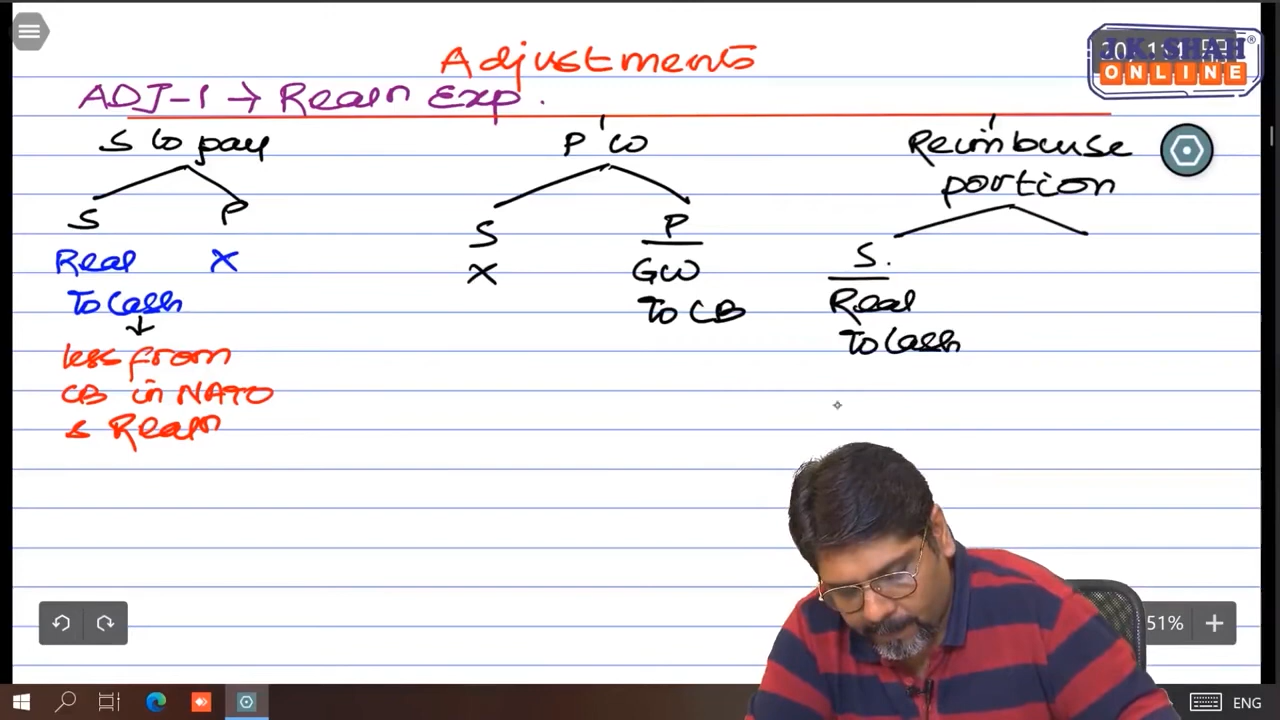 Adjustments
ADJ-1 → Realn Exp.
S to pay
S P
Real X
To Cash
↓
less from
CB in NATO
& Realn
P'co
S P
X GW
To CB
Reimburse
portion
S.
Real
To Cash
J.K. SHAH®
ONLINE
51% +
ENG